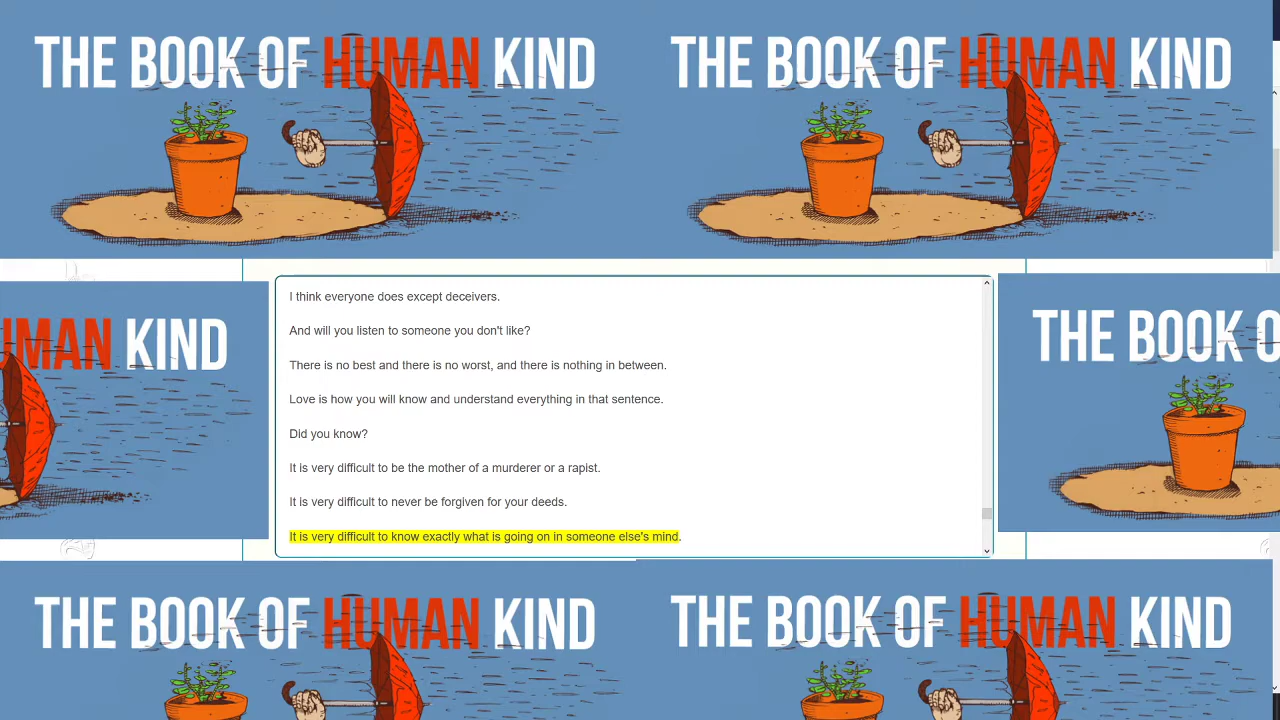 THE BOOK OF HUMAN KIND
THE BOOK OF HUMAN KIND
I think everyone does except deceivers.
And will you listen to someone you don't like?
There is no best and there is no worst, and there is nothing in between.
Love is how you will know and understand everything in that sentence.
Did you know?
It is very difficult to be the mother of a murderer or a rapist.
It is very difficult to never be forgiven for your deeds.
It is very difficult to know exactly what is going on in someone else's mind.
UMAN KIND
THE BOOK O
THE BOOK OF HUMAN KIND
THE BOOK OF HUMAN KIND